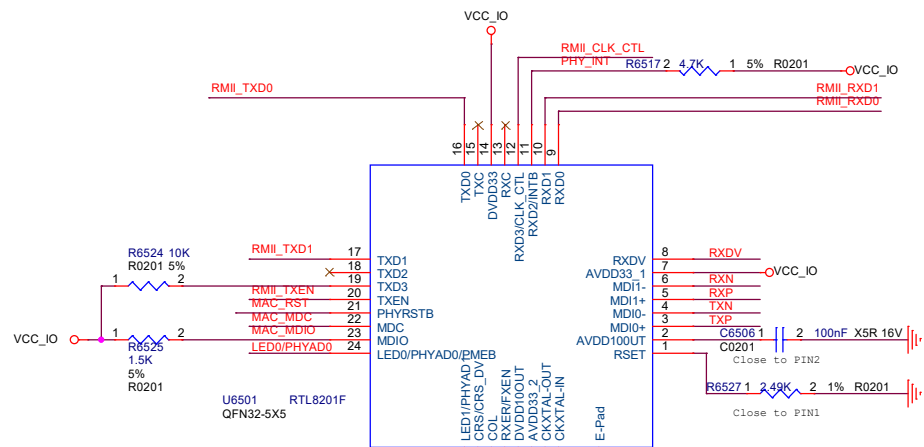 VCC_IO
RMII_CLK_CTL
PHY_INT
R6517 2 4.7K 1 5% R0201
VCC_IO
RMII_TXD0
RMII_RXD1
RMII_RXD0
16 15 14 13 12 11 10 9
TXD0
TXC
DVDD33
RXC
RXD3/CLK_CTL
RXD2/INTB
RXD1
RXD0
R6524 10K
R0201 5%
1 2
VCC_IO
1 2
R6525
1.5K
5%
R0201
RMII_TXD1 17 TXD1
18 TXD2
19 TXD3
RMII_TXEN 20 TXEN
MAC_RST 21 PHYRSTB
MAC_MDC 22 MDC
MAC_MDIO 23 MDIO
LED0/PHYAD0 24 LED0/PHYAD0/PMEB
RXDV 8 RXDV
AVDD33_1 7 VCC_IO
MDI1- 6 RXN
MDI1+ 5 RXP
MDI0- 4 TXN
MDI0+ 3 TXP
AVDD10OUT 2
RSET 1
C6506 1 2 100nF X5R 16V
C0201
Close to PIN2
R6527 1 2.49K 2 1% R0201
Close to PIN1
U6501 RTL8201F
QFN32-5X5
LED1/PHYAD1
CRS/CRS_DV
COL
RXER/FXEN
DVDD10OUT
AVDD33_2
CKXTAL-OUT
CKXTAL-IN
E-Pad